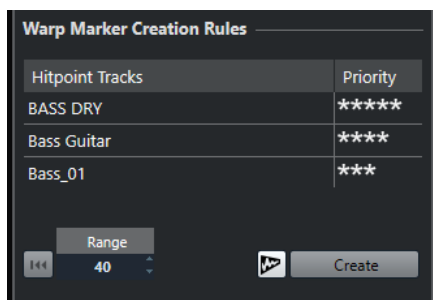 Warp Marker Creation Rules
Hitpoint Tracks Priority
BASS DRY *****
Bass Guitar ****
Bass_01 ***
Range
40 Create